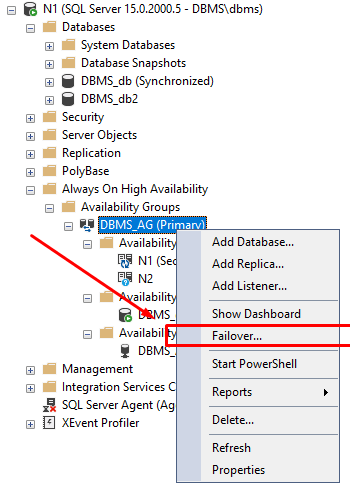 N1 (SQL Server 15.0.2000.5 - DBMS\dbms)
Databases
System Databases
Database Snapshots
DBMS_db (Synchronized)
DBMS_db2
Security
Server Objects
Replication
PolyBase
Always On High Availability
Availability Groups
DBMS_AG (Primary)
Availability
N1 (Sec
N2
Availability
DBMS_
Availability
DBMS_
Management
Integration Services C
SQL Server Agent (Ag
XEvent Profiler
Add Database...
Add Replica...
Add Listener...
Show Dashboard
Failover...
Start PowerShell
Reports
Delete...
Refresh
Properties